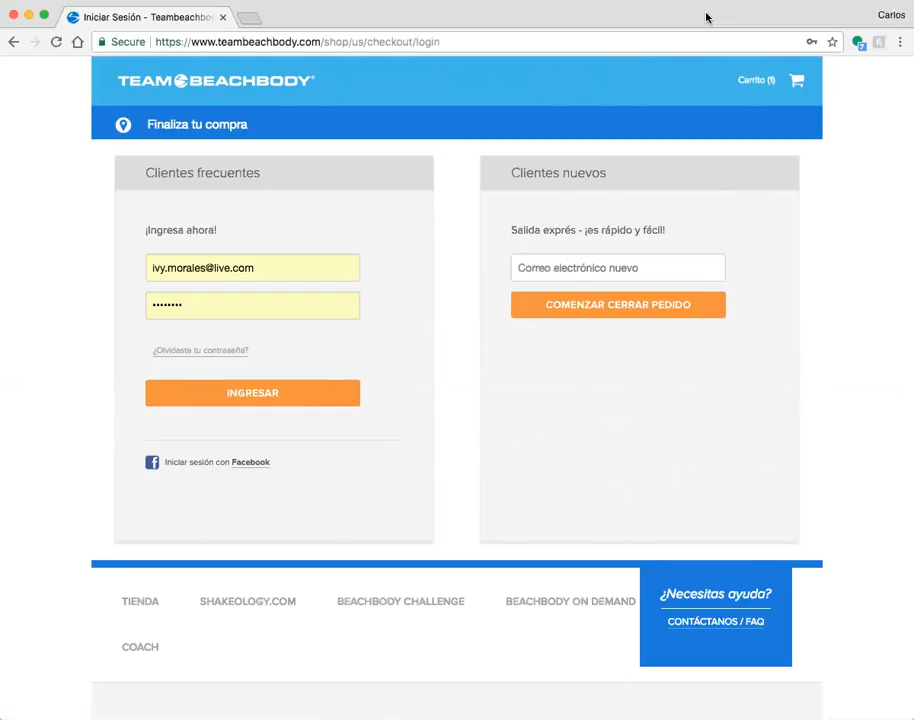 Iniciar Sesión - Teambeachboc
Carlos
Secure | https://www.teambeachbody.com/shop/us/checkout/login
TEAM BEACHBODY
Carrito (1)
Finaliza tu compra
Clientes frecuentes
¡Ingresa ahora!
ivy.morales@live.com
••••••••
¿Olvidaste tu contraseña?
INGRESAR
Iniciar sesión con Facebook
Clientes nuevos
Salida exprés - ¡es rápido y fácil!
Correo electrónico nuevo
COMENZAR CERRAR PEDIDO
TIENDA
SHAKEOLOGY.COM
BEACHBODY CHALLENGE
BEACHBODY ON DEMAND
COACH
¿Necesitas ayuda?
CONTÁCTANOS / FAQ